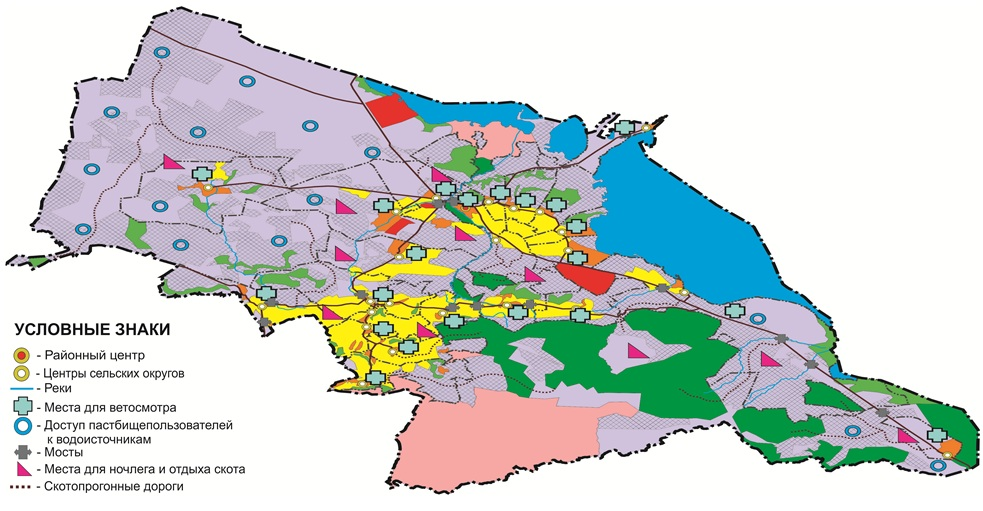 УСЛОВНЫЕ ЗНАКИ
- Районный центр
- Центры сельских округов
- Реки
- Места для ветосмотра
- Доступ пастбищепользователей
к водоисточникам
- Мосты
- Места для ночлега и отдыха скота
- Скотопрогонные дороги